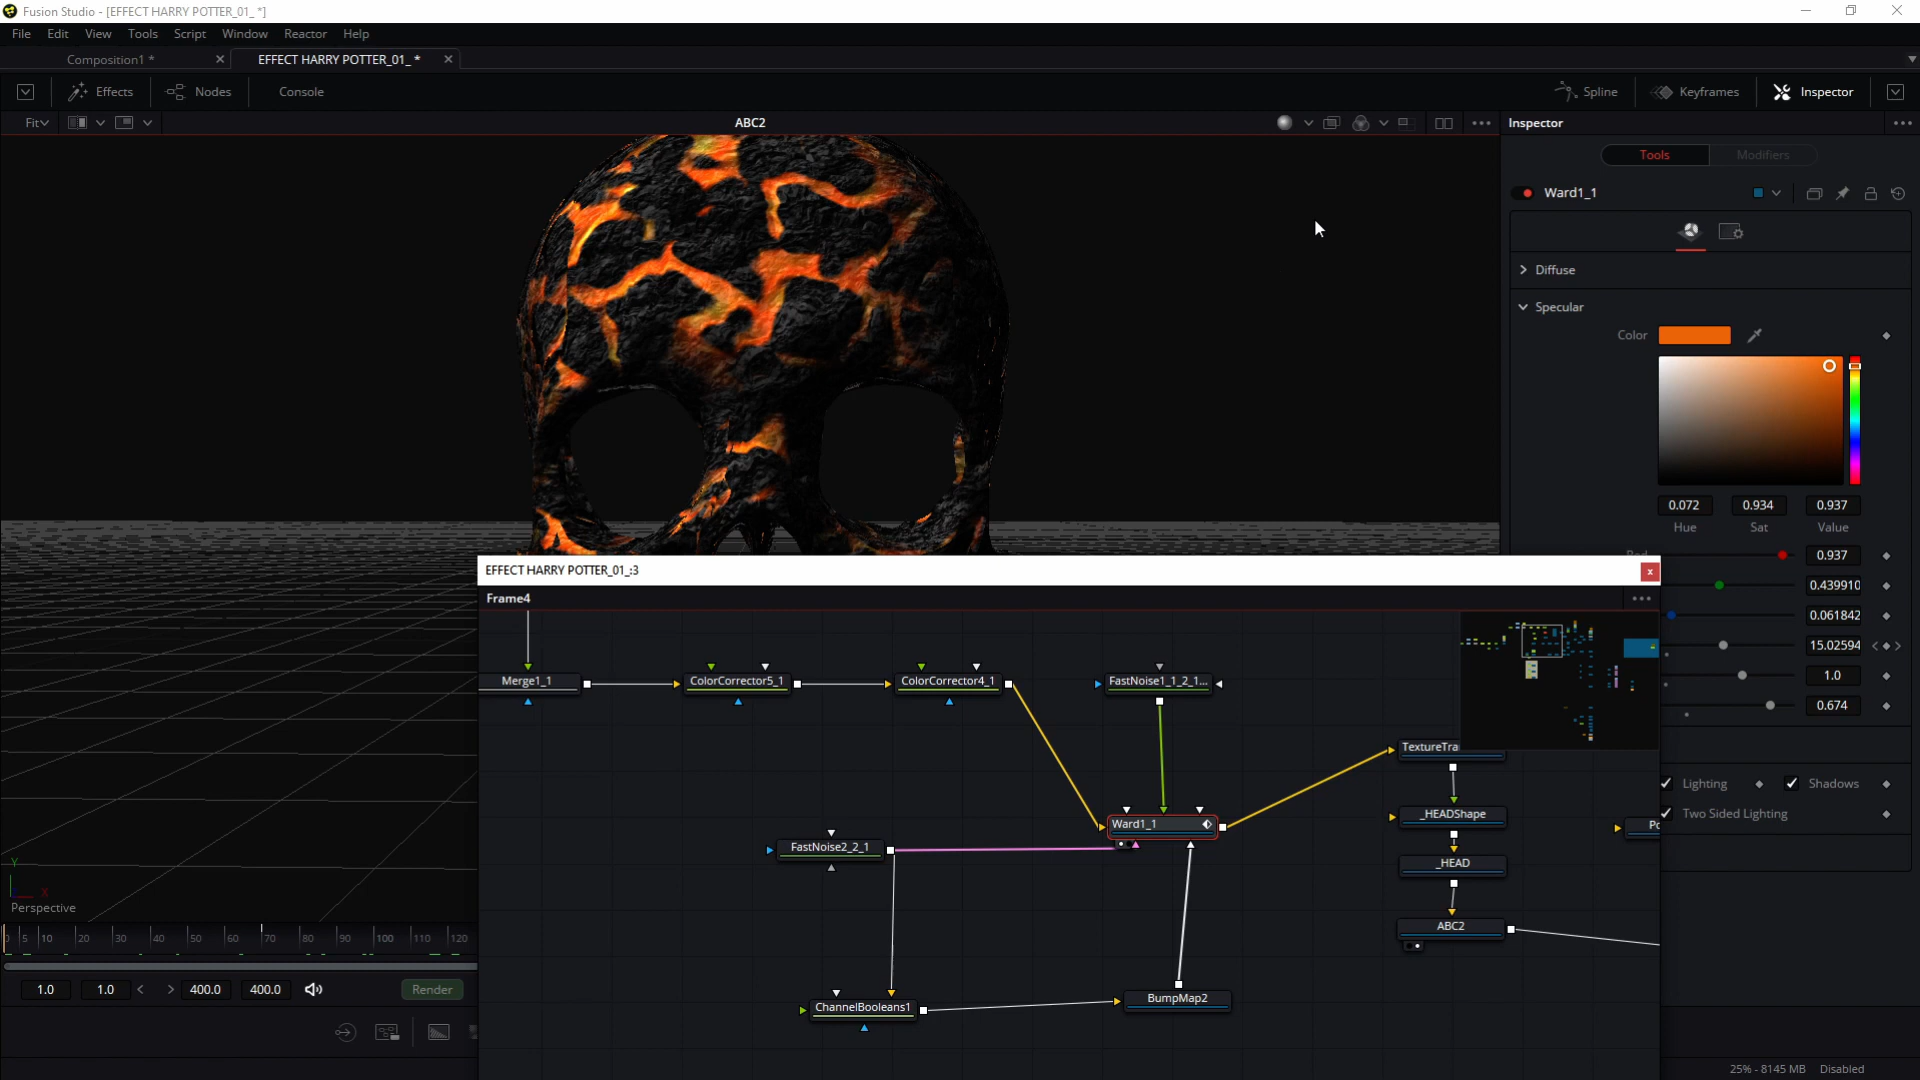 Fusion Studio - [EFFECT HARRY POTTER_01_ *]
File Edit View Tools Script Window Reactor Help
Composition1 *
EFFECT HARRY POTTER_01_ *
Effects Nodes Console Spline Keyframes Inspector
Fit ABC2 Inspector
Tools Modifiers
Ward1_1
Diffuse
Specular
Color
0.072 0.934 0.937
Hue Sat Value
0.937
0.439910
0.061842
15.02594
1.0
0.674
Lighting Shadows
Two Sided Lighting
EFFECT HARRY POTTER_01_:3
Frame4
Merge1_1 ColorCorrector5_1 ColorCorrector4_1 FastNoise1_1_2_1...
TextureTra
Ward1_1
_HEADShape
FastNoise2_2_1
_HEAD
ABC2
ChannelBooleans1
BumpMap2
Y
X
Perspective
5 10 20 30 40 50 60 70 80 90 100 110 120
1.0 1.0 400.0 400.0 Render
25% - 8145 MB Disabled